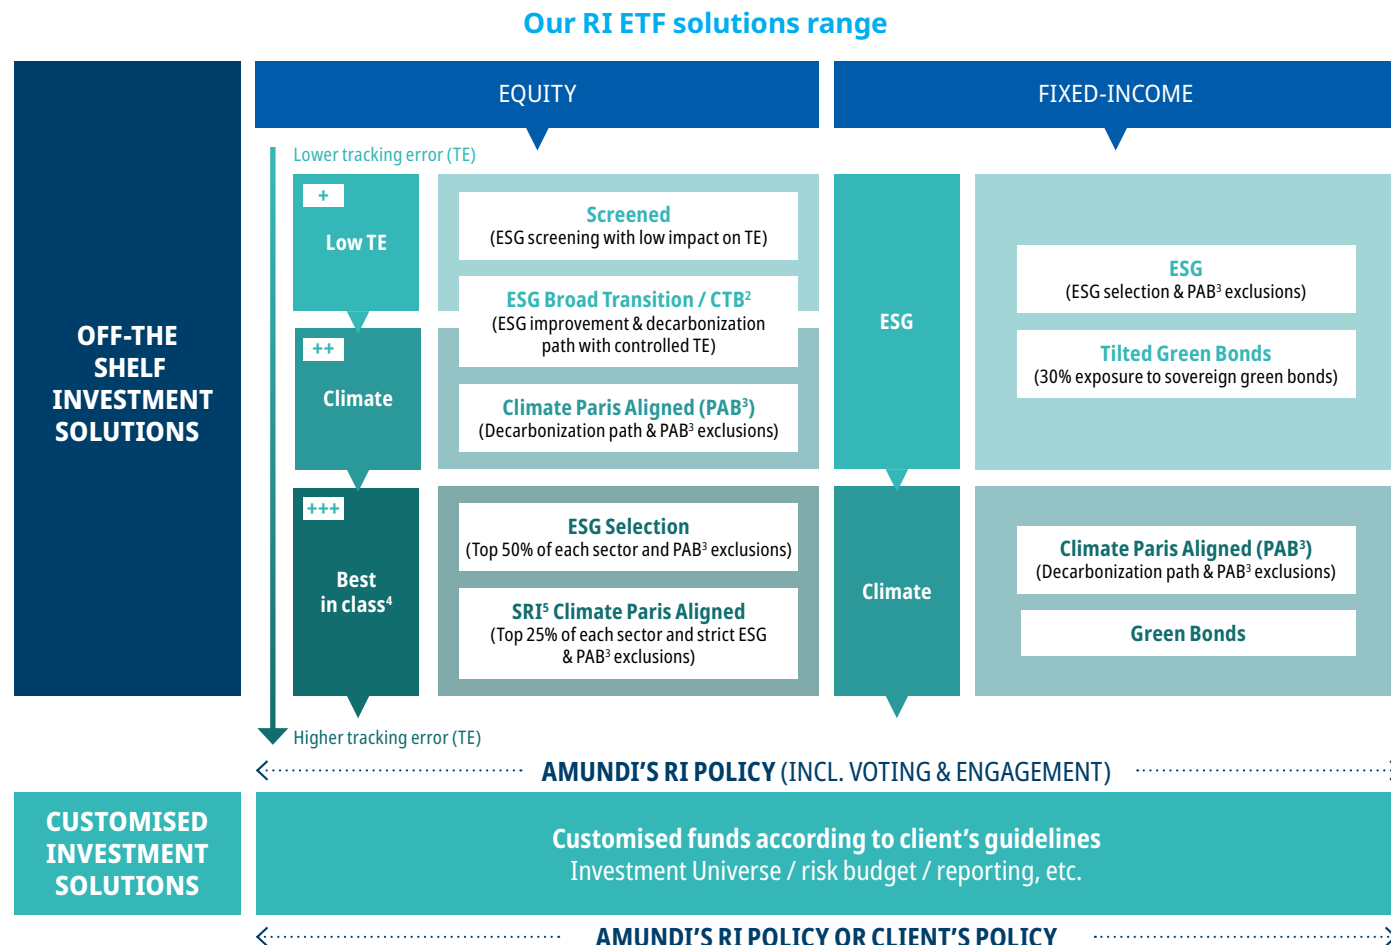 Our RI ETF solutions range
OFF-THE
SHELF
INVESTMENT
SOLUTIONS
EQUITY
Lower tracking error (TE)
+
Low TE
Screened
(ESG screening with low impact on TE)
ESG Broad Transition / CTB²
(ESG improvement & decarbonization
path with controlled TE)
++
Climate
Climate Paris Aligned (PAB³)
(Decarbonization path & PAB³ exclusions)
+++
Best
in class⁴
ESG Selection
(Top 50% of each sector and PAB³ exclusions)
SRI⁵ Climate Paris Aligned
(Top 25% of each sector and strict ESG
& PAB³ exclusions)
Higher tracking error (TE)
FIXED-INCOME
ESG
ESG
(ESG selection & PAB³ exclusions)
Tilted Green Bonds
(30% exposure to sovereign green bonds)
Climate
Climate Paris Aligned (PAB³)
(Decarbonization path & PAB³ exclusions)
Green Bonds
AMUNDI'S RI POLICY (INCL. VOTING & ENGAGEMENT)
CUSTOMISED
INVESTMENT
SOLUTIONS
Customised funds according to client's guidelines
Investment Universe / risk budget / reporting, etc.
AMUNDI'S RI POLICY OR CLIENT'S POLICY